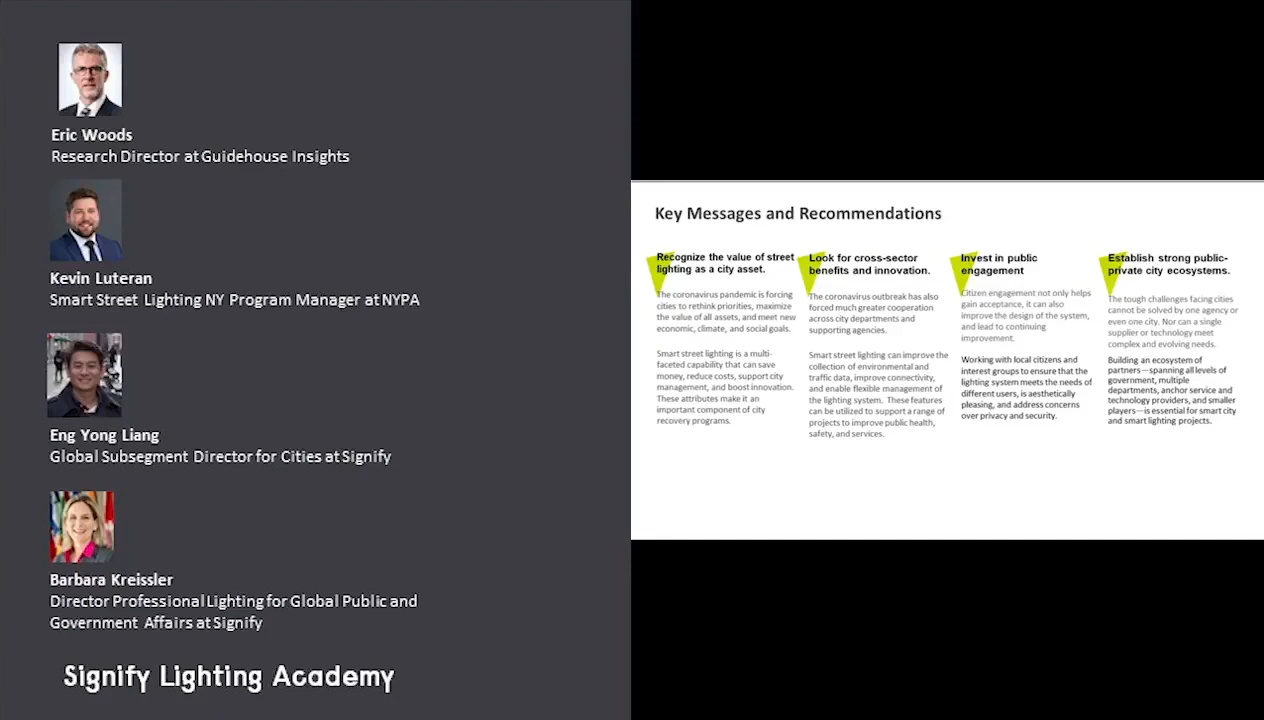 Eric Woods
Research Director at Guidehouse Insights
Kevin Luteran
Smart Street Lighting NY Program Manager at NYPA
Eng Yong Liang
Global Subsegment Director for Cities at Signify
Barbara Kreissler
Director Professional Lighting for Global Public and
Government Affairs at Signify
Signify Lighting Academy
Key Messages and Recommendations
Recognize the value of street
lighting as a city asset.
The coronavirus pandemic is forcing
cities to rethink priorities, maximize
the value of all assets, and meet new
economic, climate, and social goals.
Smart street lighting is a multi-
faceted capability that can save
money, reduce costs, support city
management, and boost innovation.
These attributes make it an
important component of city
recovery programs.
Look for cross-sector
benefits and innovation.
The coronavirus outbreak has also
forced much greater cooperation
across city departments and
supporting agencies.
Smart street lighting can improve the
collection of environmental and
traffic data, improve connectivity,
and enable flexible management of
the lighting system. These features
can be utilized to support a range of
projects to improve public health,
safety, and services.
Invest in public
engagement
Citizen engagement not only helps
gain acceptance, it can also
improve the design of the system,
and lead to continuing
improvement.
Working with local citizens and
interest groups to ensure that the
lighting system meets the needs of
different users, is aesthetically
pleasing, and address concerns
over privacy and security.
Establish strong public-
private city ecosystems.
The tough challenges facing cities
cannot be solved by one agency or
even one city. Nor can a single
supplier or technology meet
complex and evolving needs.
Building an ecosystem of
partners—spanning all levels of
government, multiple
departments, anchor service and
technology providers, and smaller
players—is essential for smart city
and smart lighting projects.